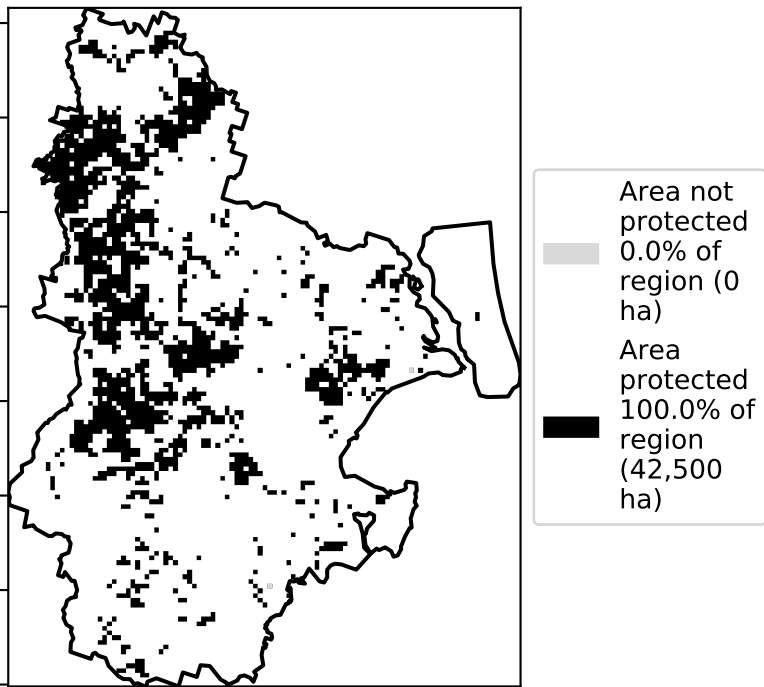 Area not
protected
0.0% of
region (0
ha)
Area
protected
100.0% of
region
(42,500
ha)